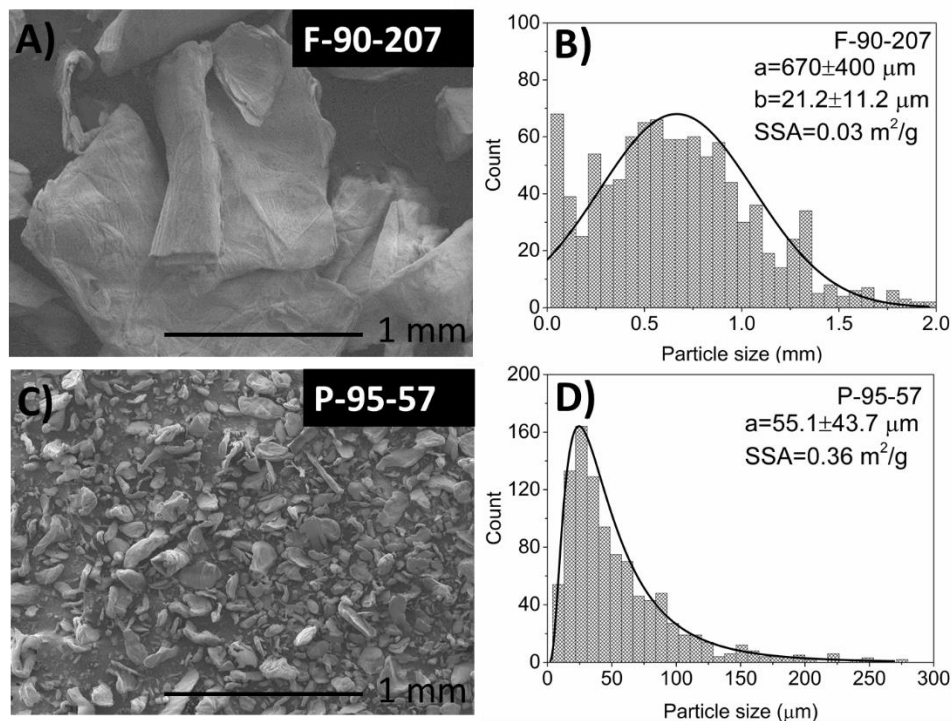 A)
F-90-207
1 mm
B)
F-90-207
a=670±400 μm
b=21.2±11.2 μm
SSA=0.03 m²/g
Count
100
80
60
40
20
0
0.0 0.5 1.0 1.5 2.0
Particle size (mm)
C)
P-95-57
1 mm
D)
P-95-57
a=55.1±43.7 μm
SSA=0.36 m²/g
Count
200
160
120
80
40
0
0 50 100 150 200 250 300
Particle size (μm)